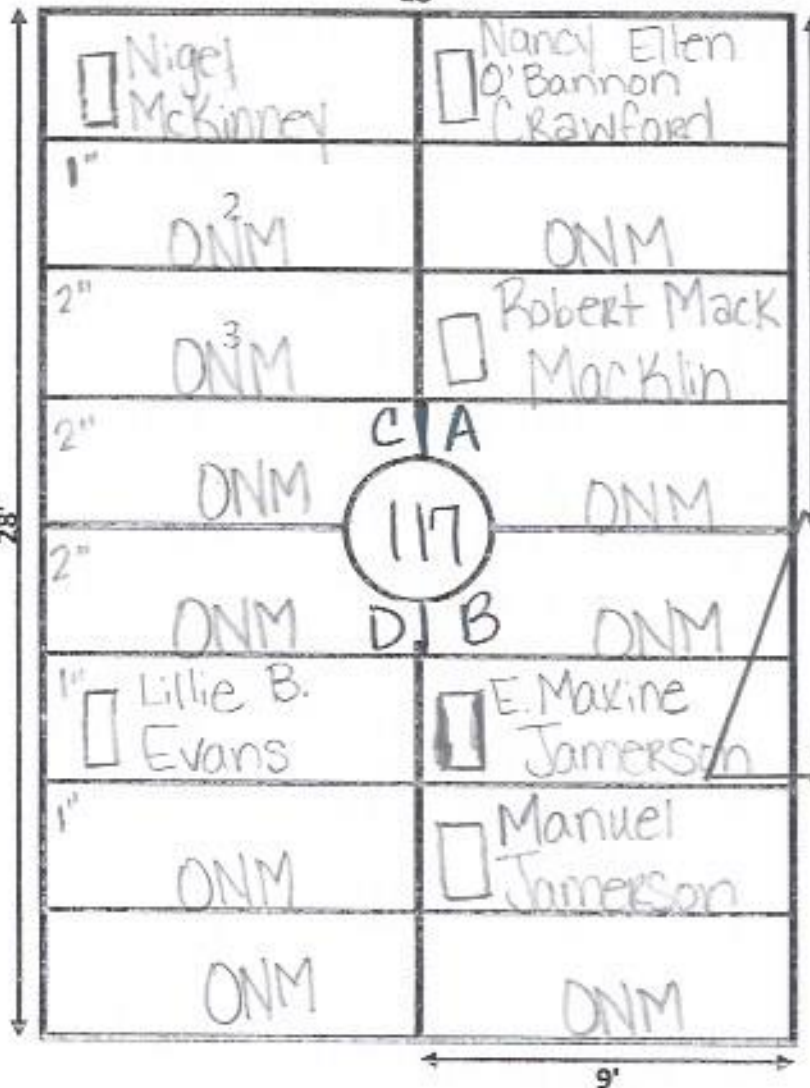 Nigel
McKinney
Nancy Ellen
O'Bannon
CRawford
1"
2
ONM
ONM
2"
3
ONM
Robert Mack
Macklin
2"
ONM
C A
ONM
117
28'
2"
ONM
D B
ONM
1" Lillie B.
Evans
E. Maxine
Jamerson
1"
ONM
Manuel
Jamerson
ONM
ONM
9'